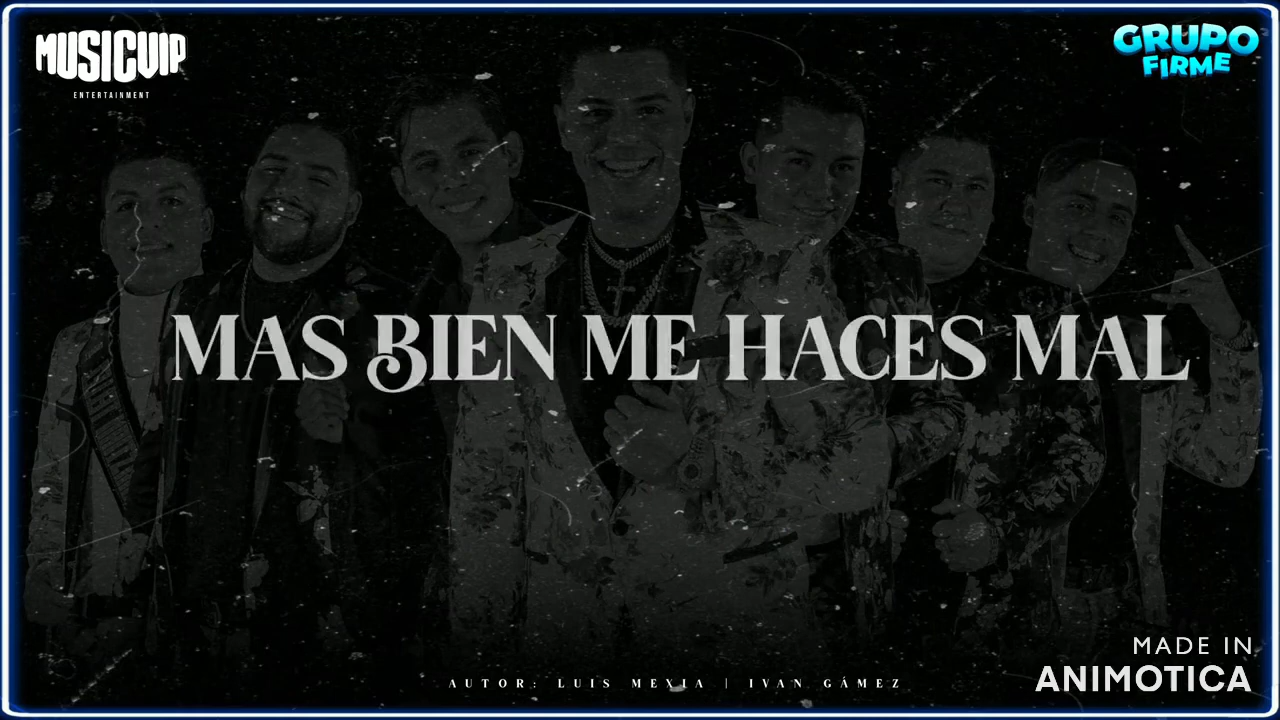 MUSICVIP
ENTERTAINMENT
GRUPO
FIRME
MAS BIEN ME HACES MAL
AUTOR: LUIS MEXIA | IVAN GÁMEZ
MADE IN
ANIMOTICA